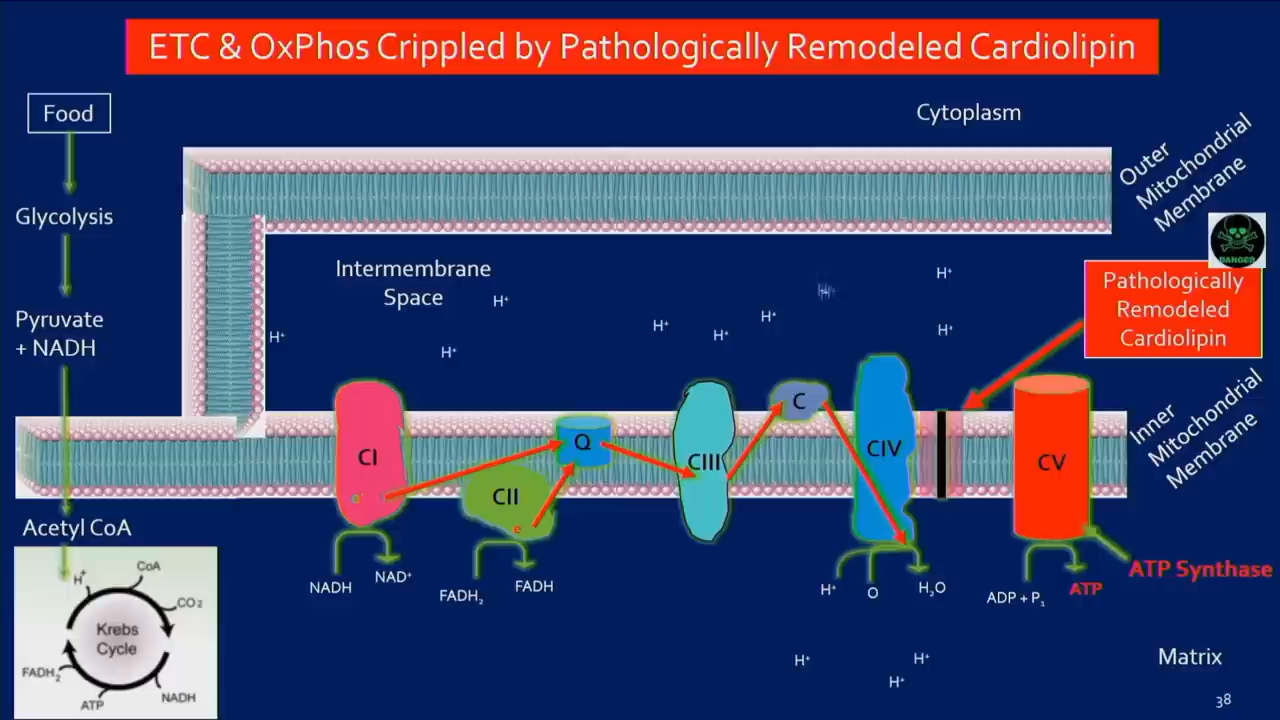 ETC & OxPhos Crippled by Pathologically Remodeled Cardiolipin
Food
Cytoplasm
Outer
Mitochondrial
Membrane
Glycolysis
DANGER
Intermembrane
Space
H⁺
H⁺
H⁺
H⁺
H⁺
H⁺
H⁺
H⁺
Pathologically
Remodeled
Cardiolipin
Pyruvate
+ NADH
CI
e⁻
CII
e
Q
CIII
C
CIV
CV
Inner
Mitochondrial
Membrane
Acetyl CoA
NADH
NAD⁺
FADH₂
FADH
H⁺
O
H₂O
ADP + P₁
ATP
ATP Synthase
H⁺
CoA
CO₂
Krebs
Cycle
FADH₂
ATP
NADH
H⁺
H⁺
H⁺
Matrix
38